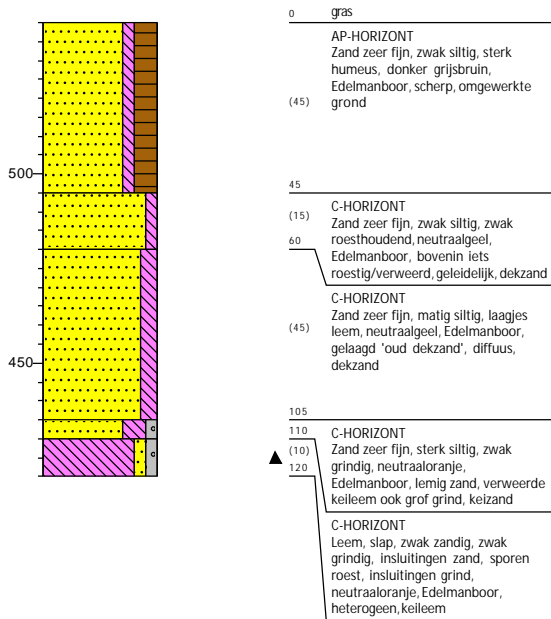 0 gras
AP-HORIZONT
Zand zeer fijn, zwak siltig, sterk
humeus, donker grijsbruin,
Edelmanboor, scherp, omgewerkte
(45) grond
500
45
C-HORIZONT
(15) Zand zeer fijn, zwak siltig, zwak
roesthoudend, neutraalgeel,
60 Edelmanboor, bovenin iets
roestig/verweerd, geleidelijk, dekzand
C-HORIZONT
Zand zeer fijn, matig siltig, laagjes
(45) leem, neutraalgeel, Edelmanboor,
gelaagd 'oud dekzand', diffuus,
450 dekzand
105
110 C-HORIZONT
(10) Zand zeer fijn, sterk siltig, zwak
grindig, neutraaloranje,
120 Edelmanboor, lemig zand, verweerde
keileem ook grof grind, keizand
C-HORIZONT
Leem, slap, zwak zandig, zwak
grindig, insluitingen zand, sporen
roest, insluitingen grind,
neutraaloranje, Edelmanboor,
heterogeen, keileem